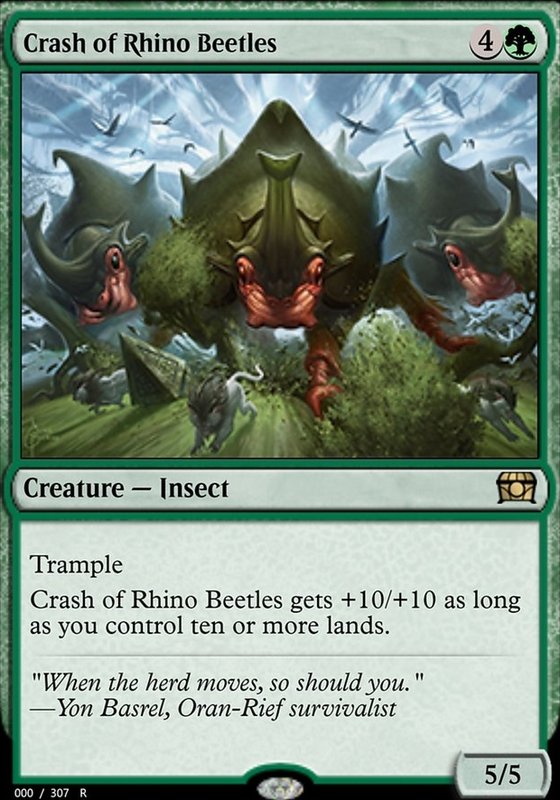 Crash of Rhino Beetles 4
Creature — Insect
Trample
Crash of Rhino Beetles gets +10/+10 as long
as you control ten or more lands.
"When the herd moves, so should you."
—Yon Basrel, Oran-Rief survivalist
5/5
000 / 307 R